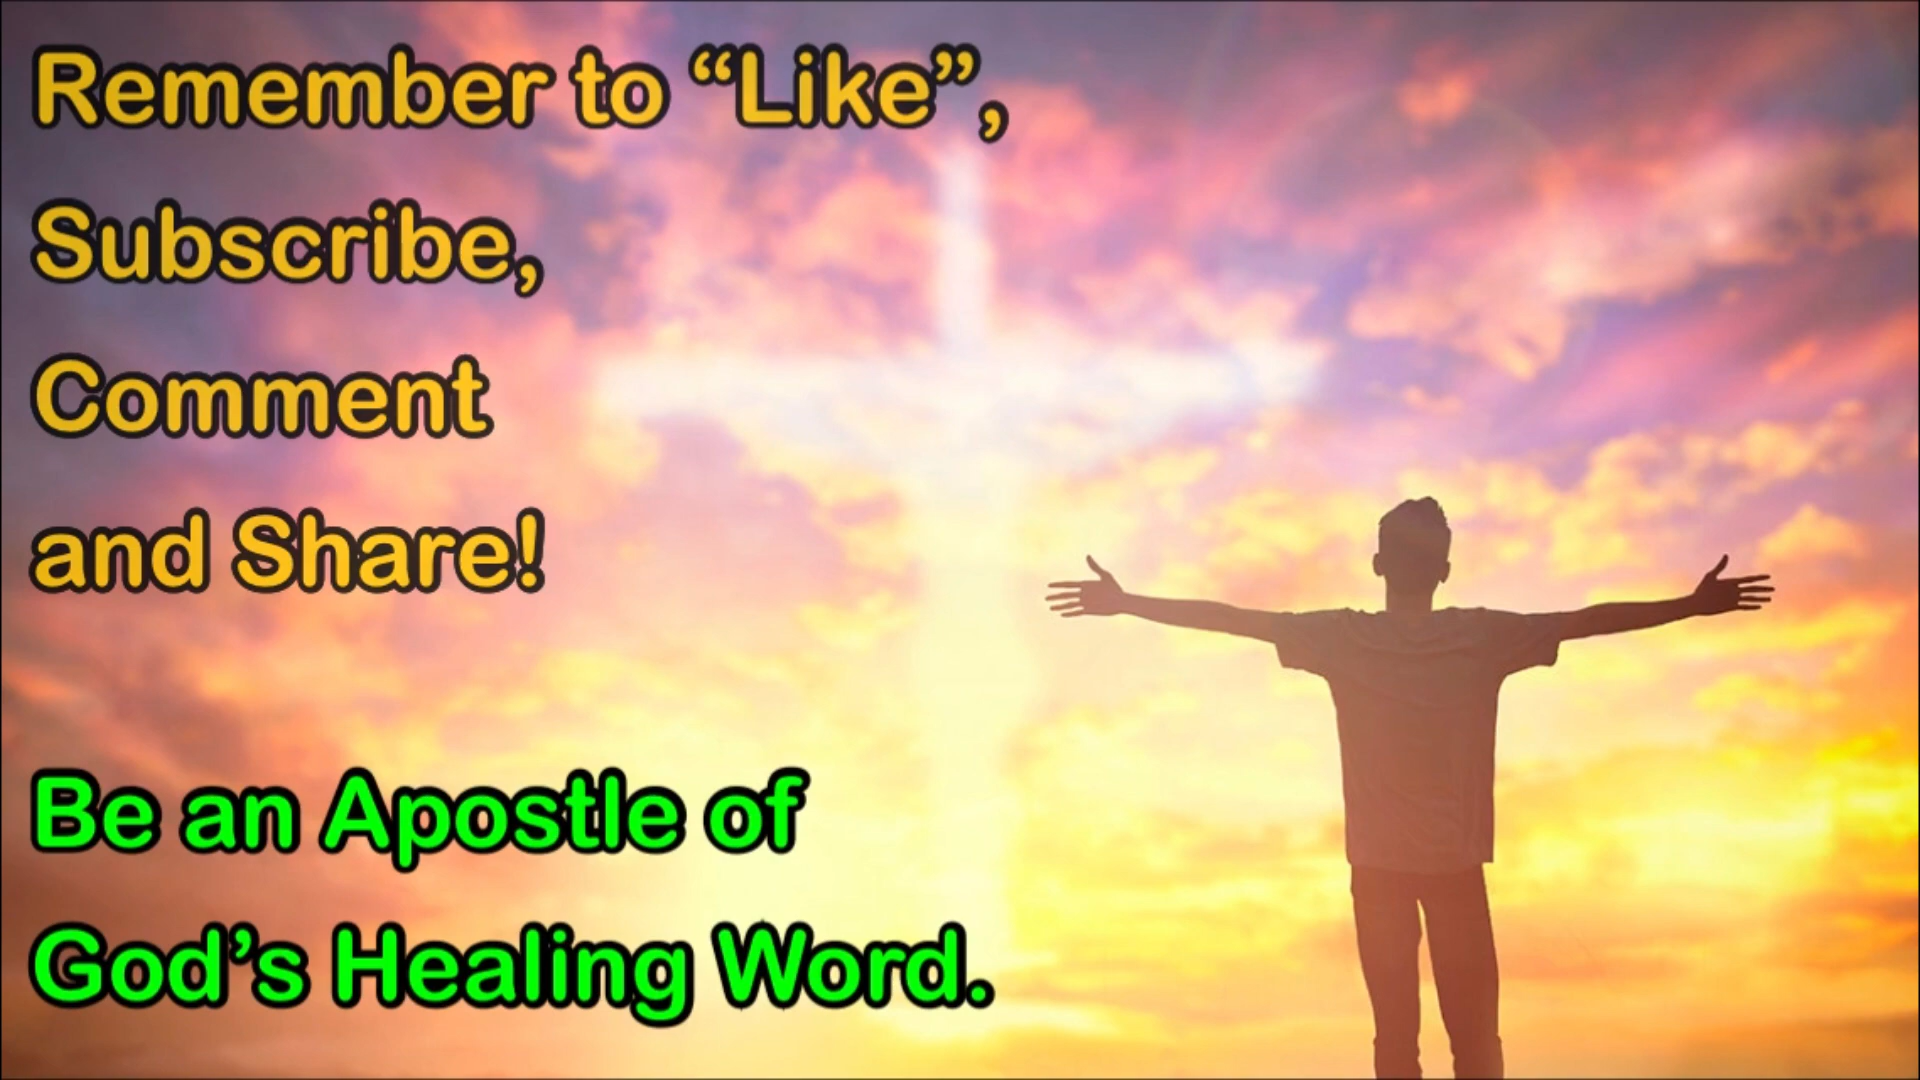 Remember to “Like”,
Subscribe,
Comment
and Share!
Be an Apostle of
God’s Healing Word.